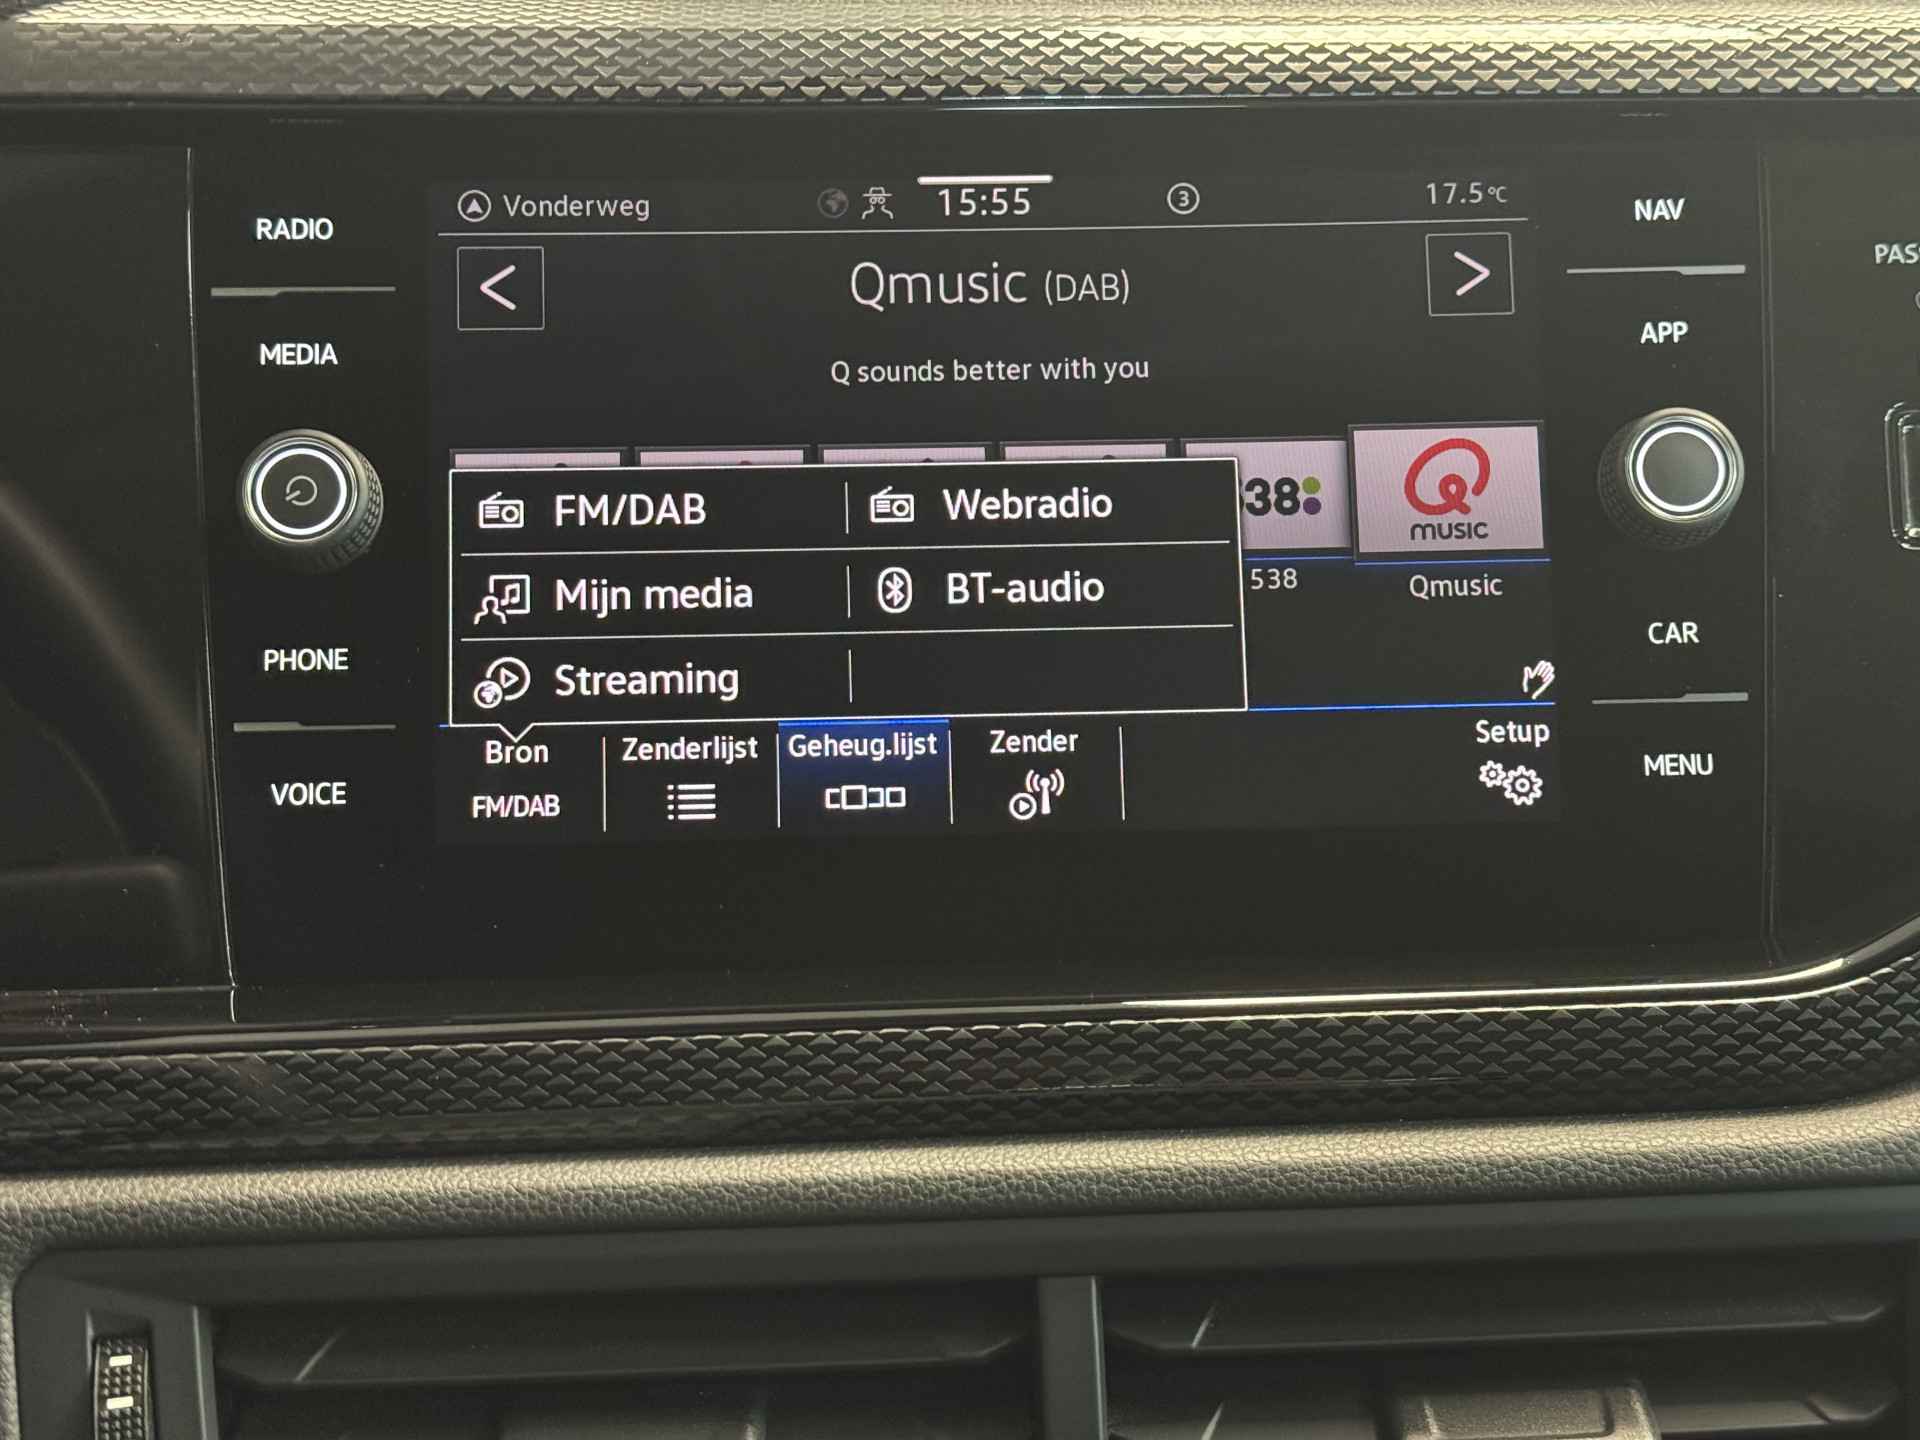 RADIO
MEDIA
PHONE
VOICE
Vonderweg
15:55
3
17.5°C
<
Qmusic (DAB)
>
Q sounds better with you
FM/DAB
Webradio
Mijn media
BT-audio
Streaming
38
MUSIC
538
Qmusic
Bron
FM/DAB
Zenderlijst
Geheug.lijst
Zender
Setup
NAV
APP
CAR
MENU
PAS